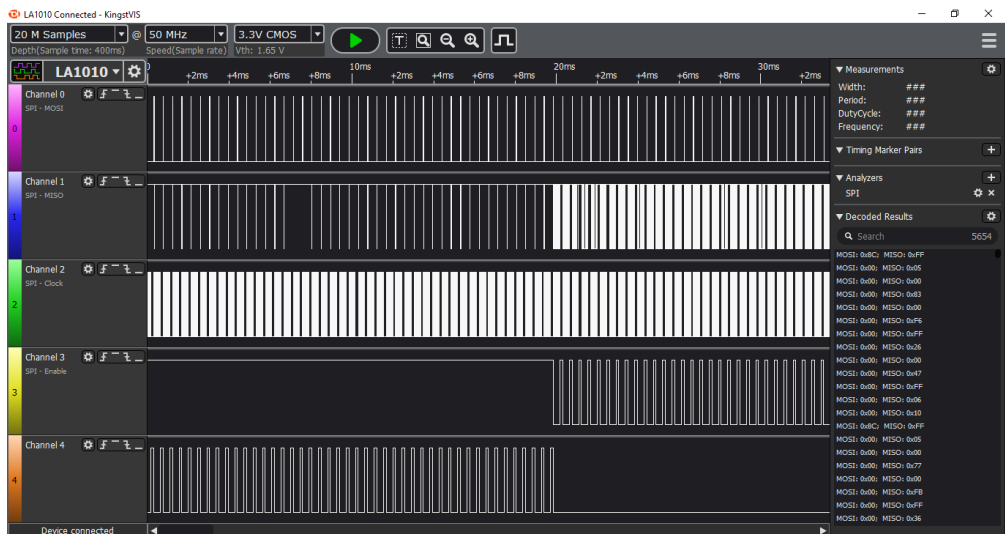 LA1010 Connected - KingstVIS
20 M Samples @ 50 MHz 3.3V CMOS
Depth(Sample time: 400ms) Speed(Sample rate) Vth: 1.65 V
LA1010
0 +2ms +4ms +6ms +8ms 10ms +2ms +4ms +6ms +8ms 20ms +2ms +4ms +6ms +8ms 30ms +2ms
Channel 0
SPI - MOSI
0
Channel 1
SPI - MISO
1
Channel 2
SPI - Clock
2
Channel 3
SPI - Enable
3
Channel 4
4
Device connected
Measurements
Width: ###
Period: ###
DutyCycle: ###
Frequency: ###
Timing Marker Pairs
Analyzers
SPI
Decoded Results
Search 5654
MOSI: 0x8C; MISO: 0xFF
MOSI: 0x00; MISO: 0x05
MOSI: 0x00; MISO: 0x00
MOSI: 0x00; MISO: 0x83
MOSI: 0x00; MISO: 0x00
MOSI: 0x00; MISO: 0xF6
MOSI: 0x00; MISO: 0xFF
MOSI: 0x00; MISO: 0x26
MOSI: 0x00; MISO: 0x00
MOSI: 0x00; MISO: 0x47
MOSI: 0x00; MISO: 0xFF
MOSI: 0x00; MISO: 0x06
MOSI: 0x00; MISO: 0x10
MOSI: 0x8C; MISO: 0xFF
MOSI: 0x00; MISO: 0x05
MOSI: 0x00; MISO: 0x00
MOSI: 0x00; MISO: 0x77
MOSI: 0x00; MISO: 0x00
MOSI: 0x00; MISO: 0xFB
MOSI: 0x00; MISO: 0xFF
MOSI: 0x00; MISO: 0x36